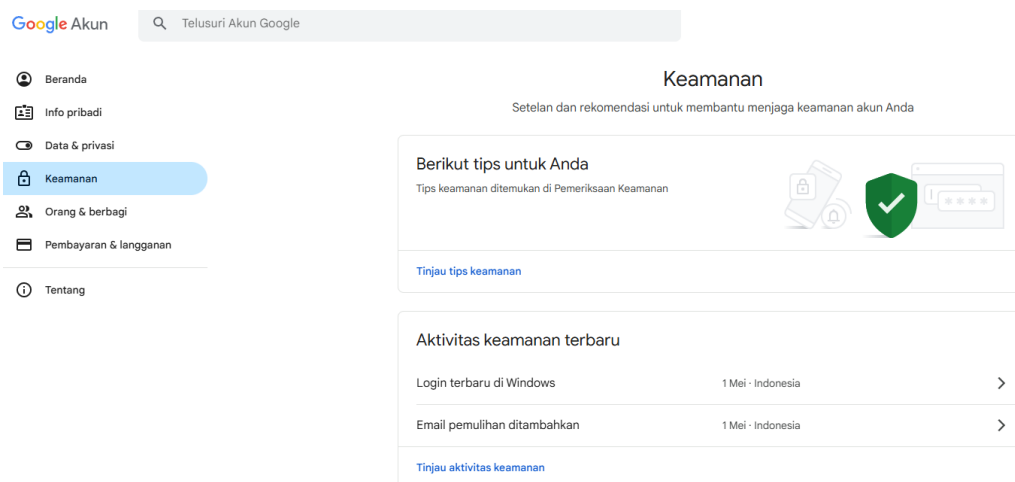 Google Akun
Telusuri Akun Google
Beranda
Info pribadi
Data & privasi
Keamanan
Orang & berbagi
Pembayaran & langganan
Tentang
Keamanan
Setelan dan rekomendasi untuk membantu menjaga keamanan akun Anda
Berikut tips untuk Anda
Tips keamanan ditemukan di Pemeriksaan Keamanan
Tinjau tips keamanan
Aktivitas keamanan terbaru
Login terbaru di Windows 1 Mei · Indonesia
Email pemulihan ditambahkan 1 Mei · Indonesia
Tinjau aktivitas keamanan